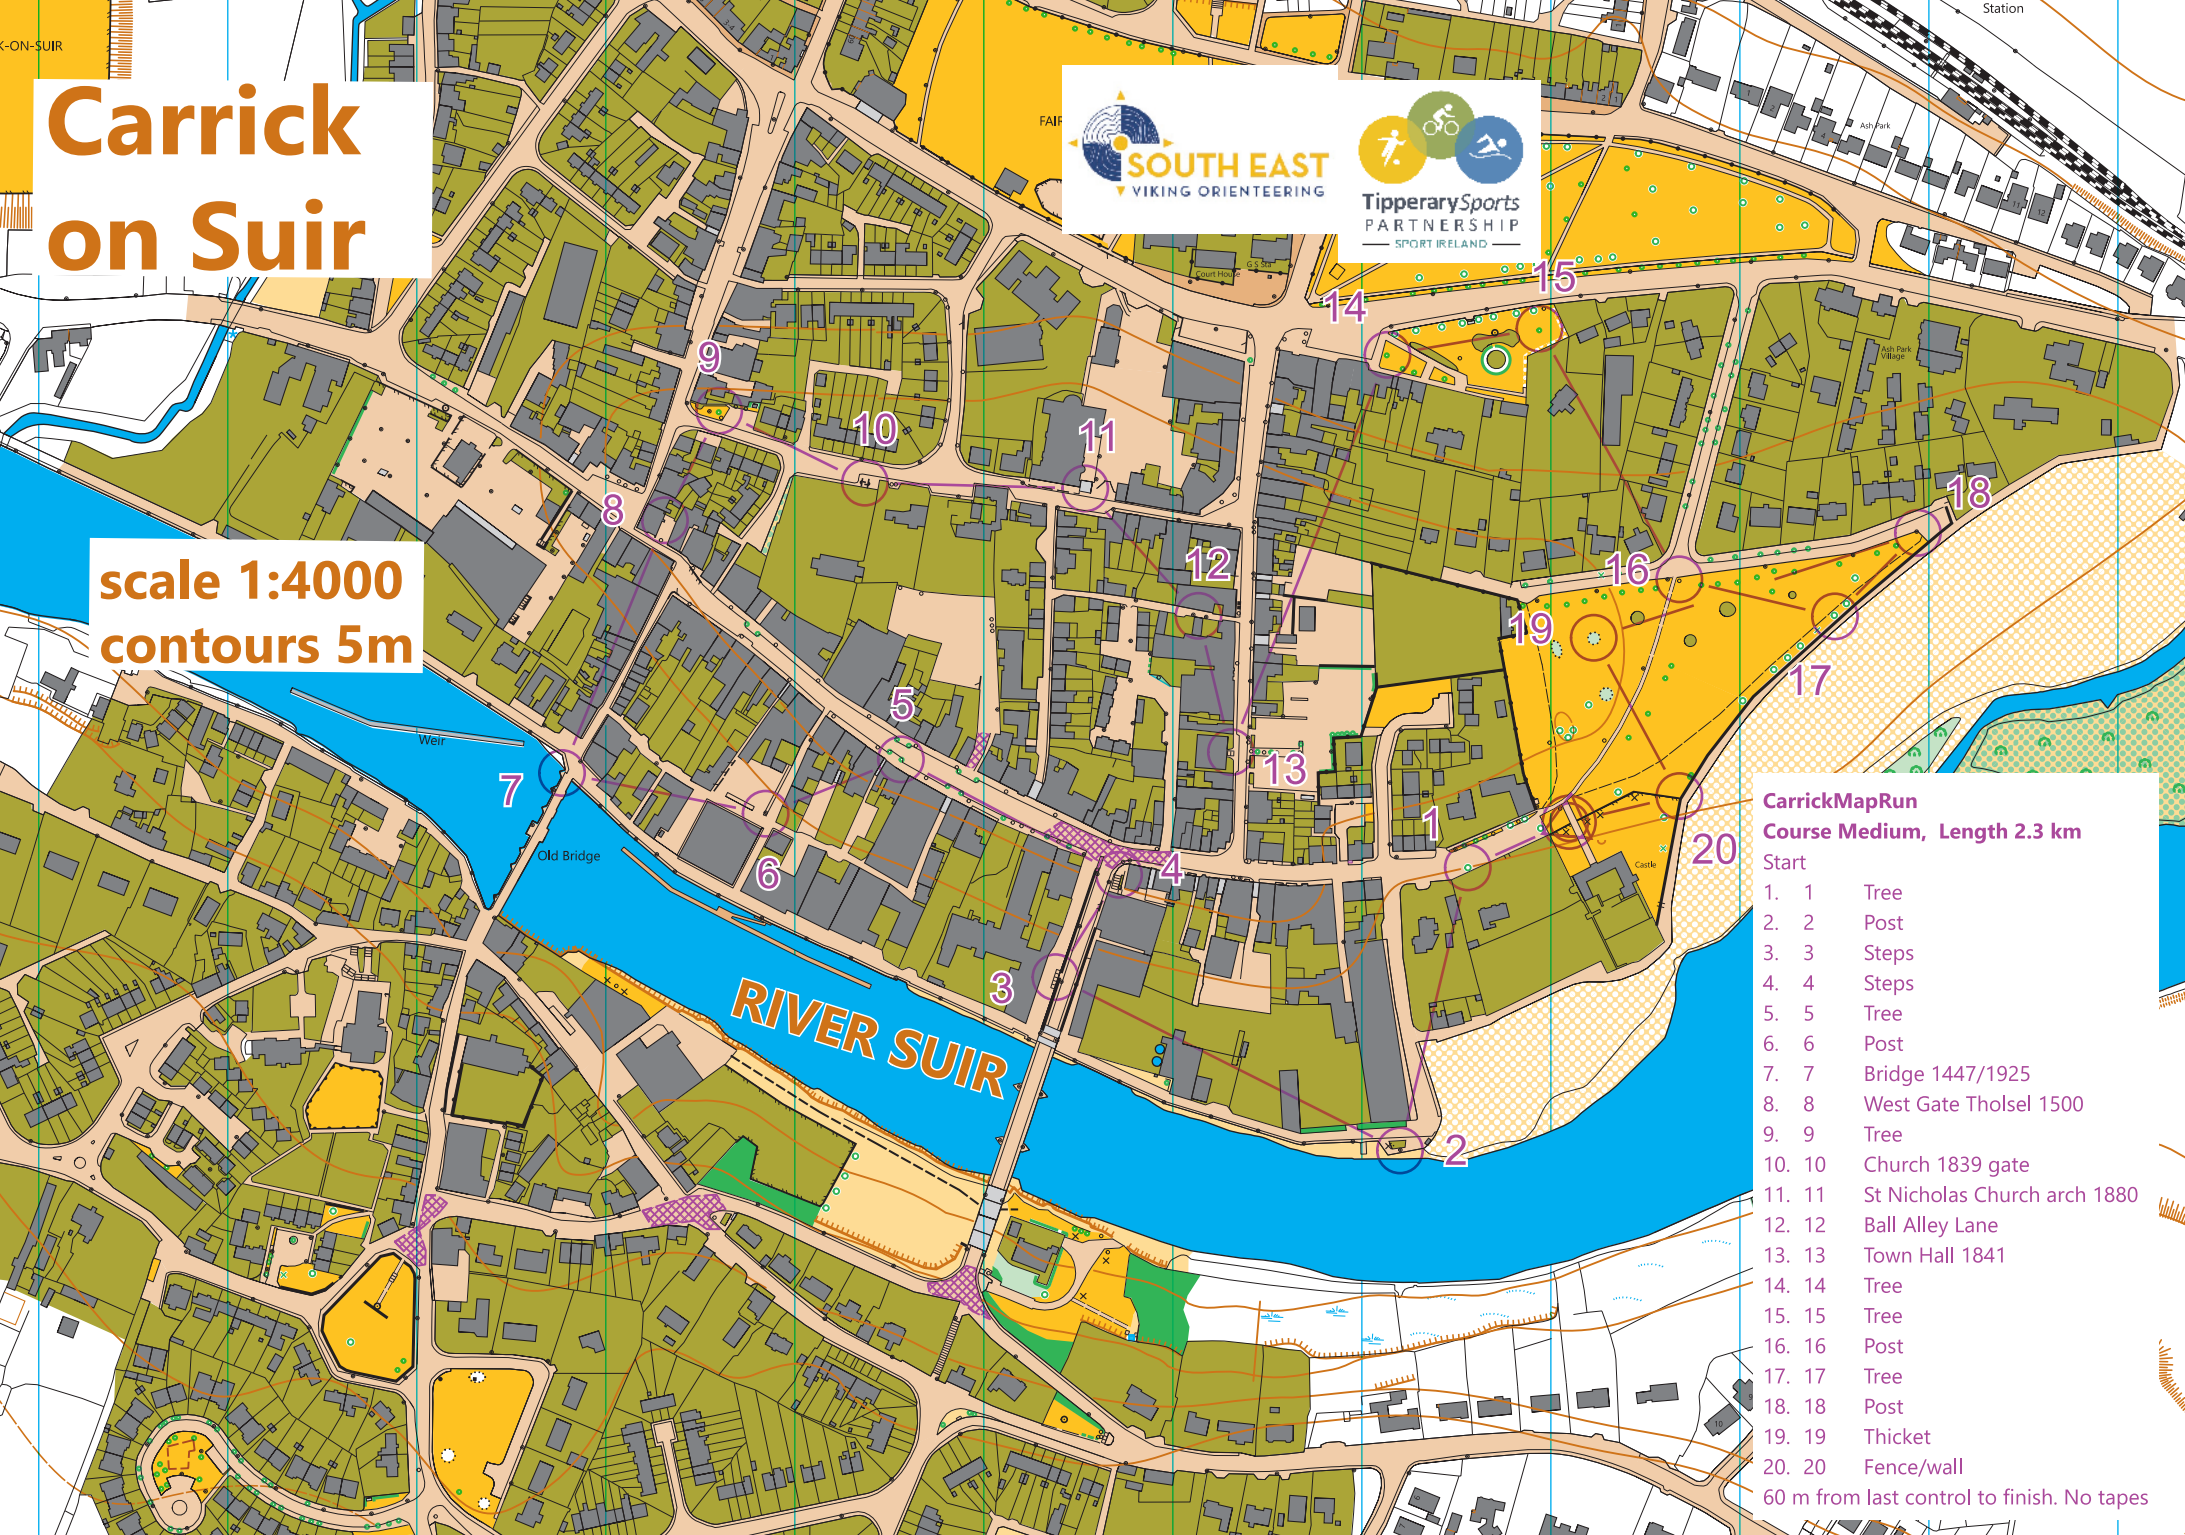 Station
K-ON-SUIR
Carrick
on Suir
FAIR
SOUTH EAST
VIKING ORIENTEERING
Tipperary Sports
PARTNERSHIP
SPORT IRELAND
Ash Park
Court House
G S Sta
15
14
Ash Park
Village
9
10
11
18
8
12
16
scale 1:4000
contours 5m
19
17
5
Weir
13
7
1
Old Bridge
6
4
20
Castle
3
RIVER SUIR
2
CarrickMapRun
Course Medium, Length 2.3 km
Start
1. 1 Tree
2. 2 Post
3. 3 Steps
4. 4 Steps
5. 5 Tree
6. 6 Post
7. 7 Bridge 1447/1925
8. 8 West Gate Tholsel 1500
9. 9 Tree
10. 10 Church 1839 gate
11. 11 St Nicholas Church arch 1880
12. 12 Ball Alley Lane
13. 13 Town Hall 1841
14. 14 Tree
15. 15 Tree
16. 16 Post
17. 17 Tree
18. 18 Post
19. 19 Thicket
20. 20 Fence/wall
60 m from last control to finish. No tapes